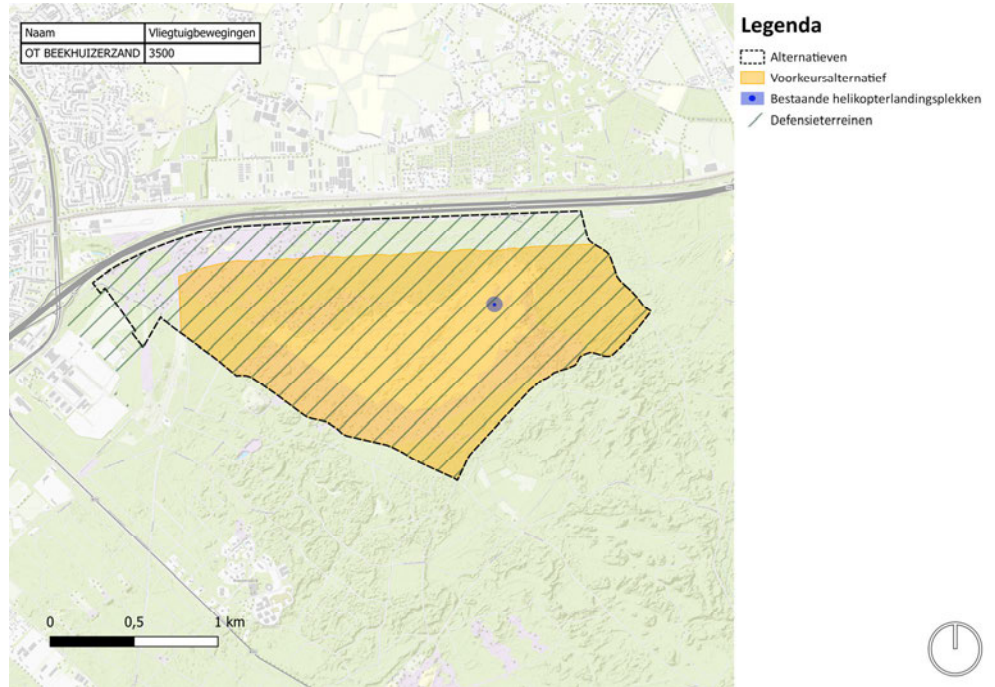 Naam Vliegtuigbewegingen
OT BEEKHUIZERZAND 3500
Legenda
Alternatieven
Voorkeursalternatief
Bestaande helikopterlandingsplekken
Defensieterreinen
0 0,5 1 km